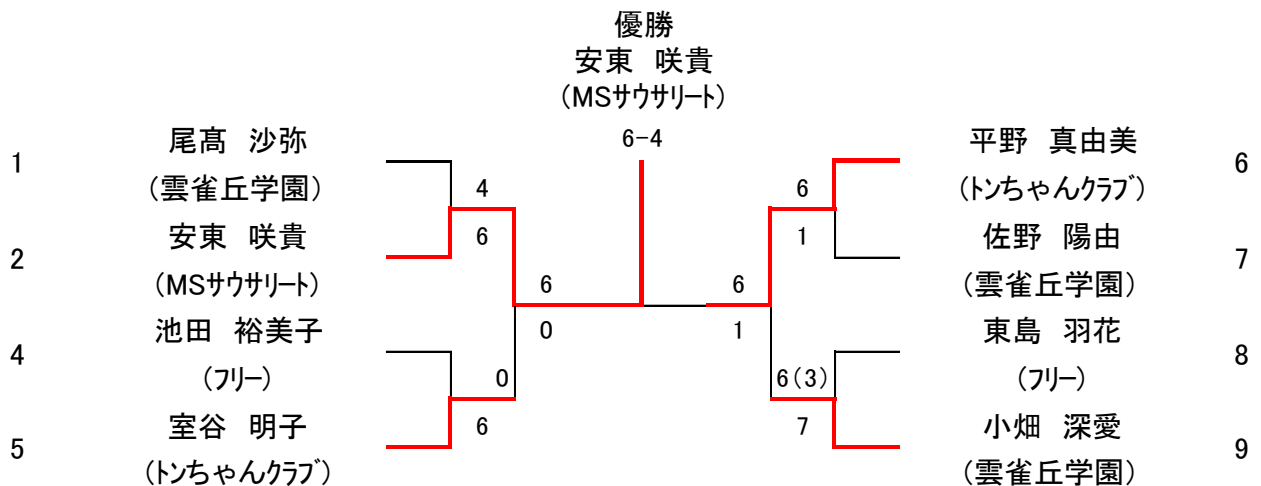 優勝
安東　咲貴
(MSサウサリート)
6-4
1
尾髙　沙弥
(雲雀丘学園)
4
6
2
安東　咲貴
(MSサウサリート)
6
0
4
池田　裕美子
(フリー)
0
6
5
室谷　明子
(トンちゃんクラブ)
平野　真由美
(トンちゃんクラブ)
6
6
1
佐野　陽由
(雲雀丘学園)
7
6
1
東島　羽花
(フリー)
8
6(3)
7
小畑　深愛
(雲雀丘学園)
9